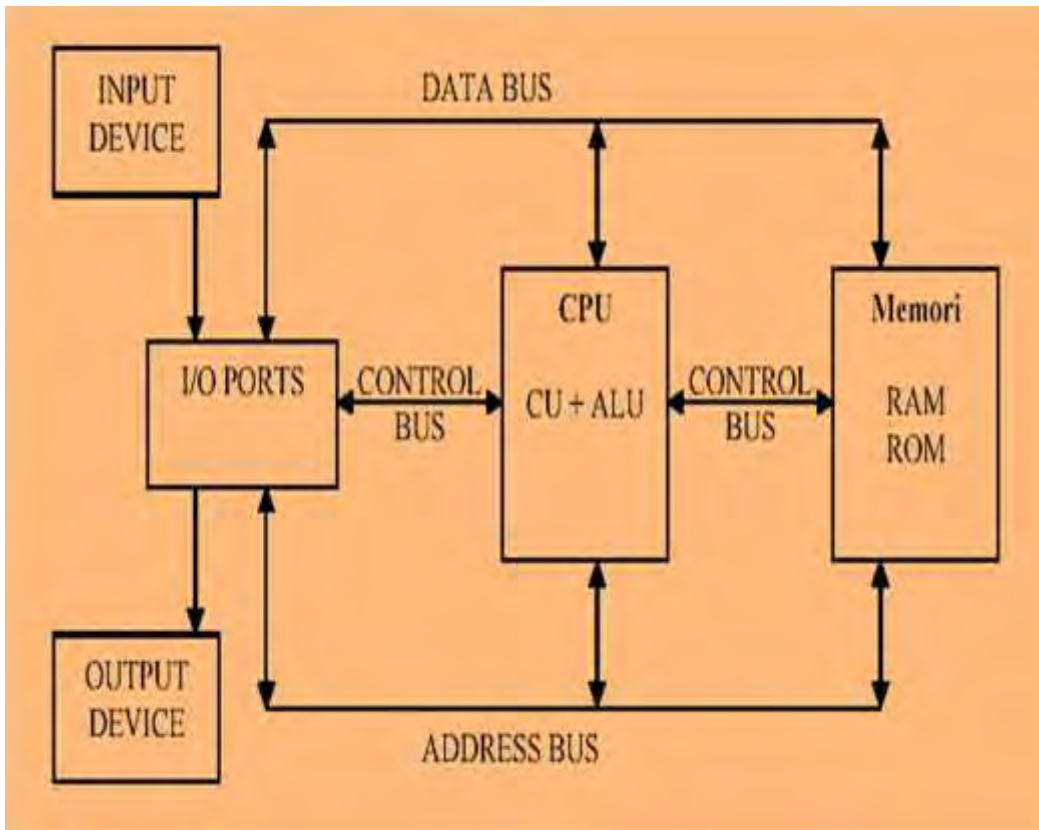 INPUT
DEVICE
DATA BUS
I/O PORTS
CONTROL
BUS
CPU
CU + ALU
CONTROL
BUS
Memori
RAM
ROM
OUTPUT
DEVICE
ADDRESS BUS